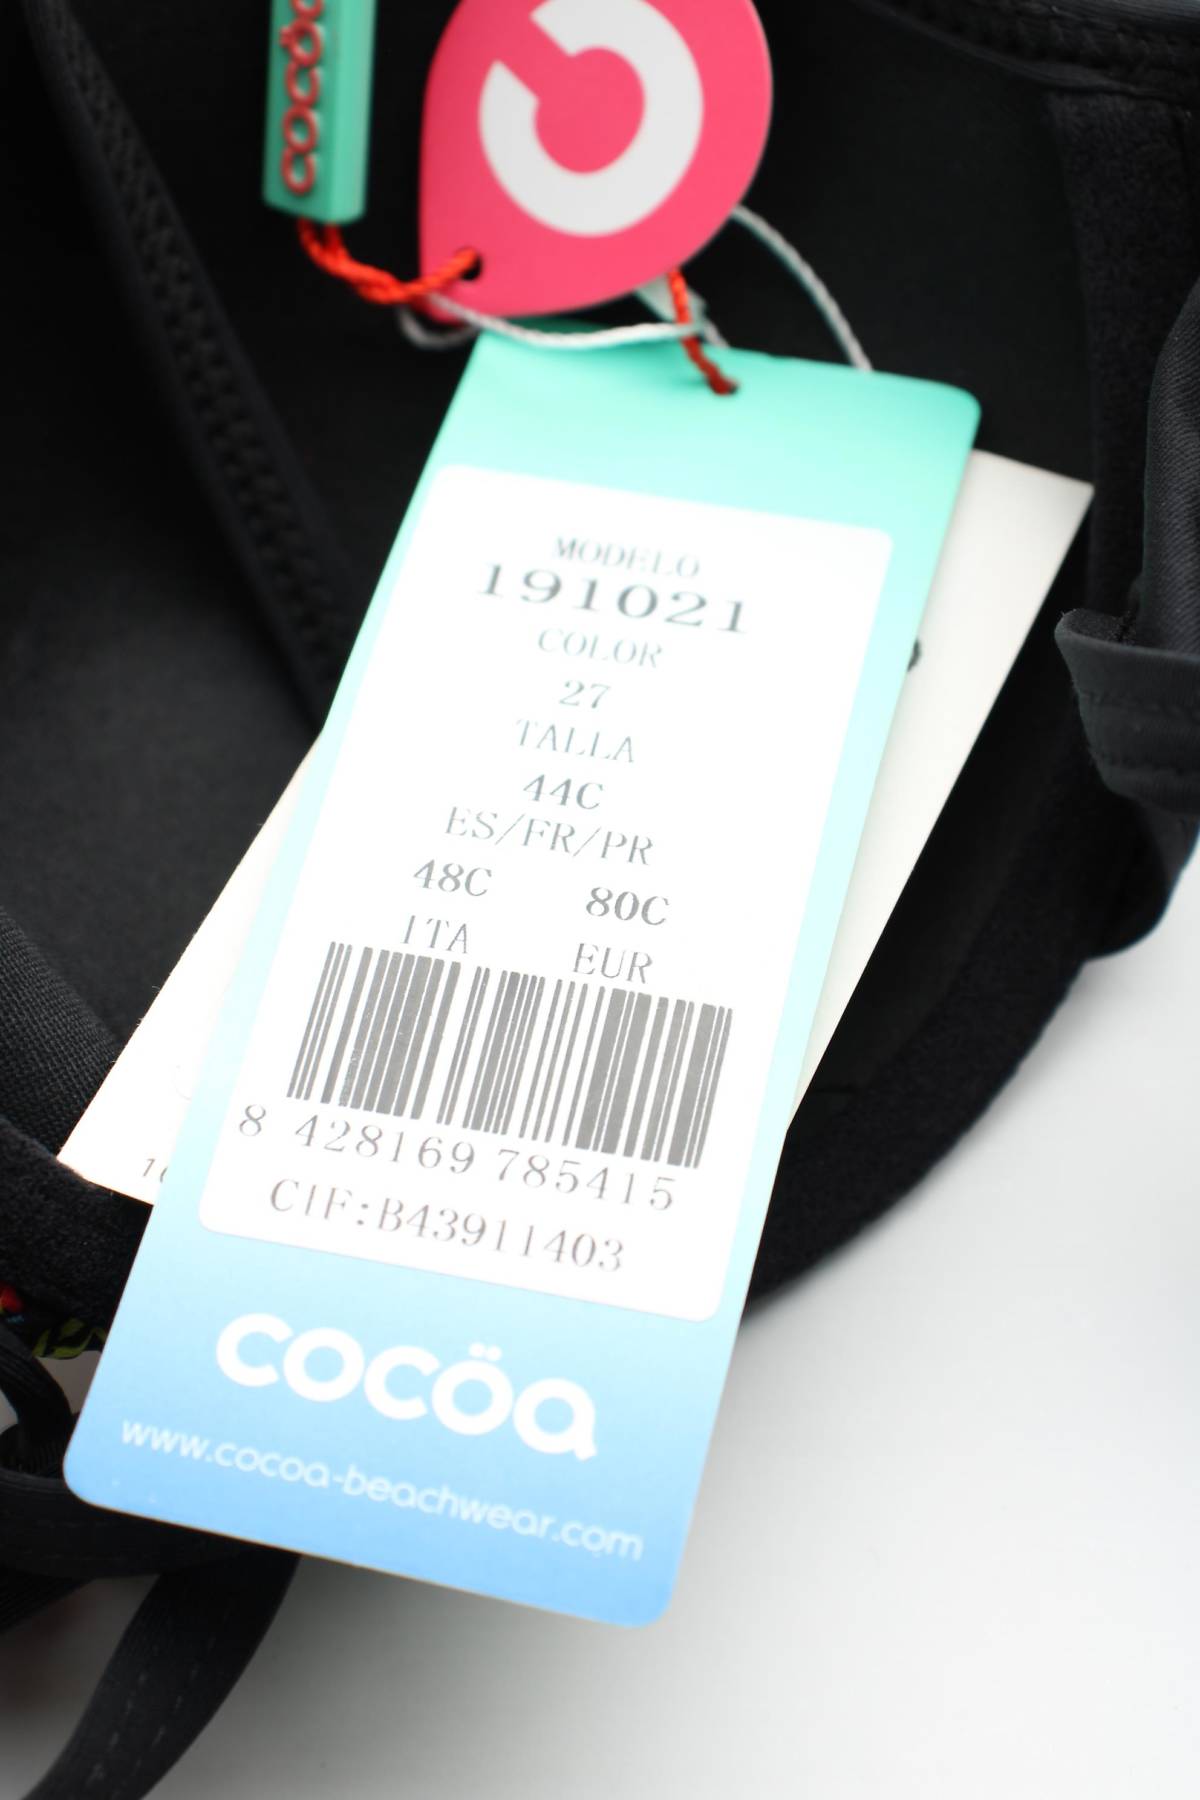 cocöa
MODELO
191021
COLOR
27
TALLA
44C
ES/FR/PR
48C 80C
ITA EUR
8 428169 785415
CIF:B43911403
cocöa
www.cocoa-beachwear.com